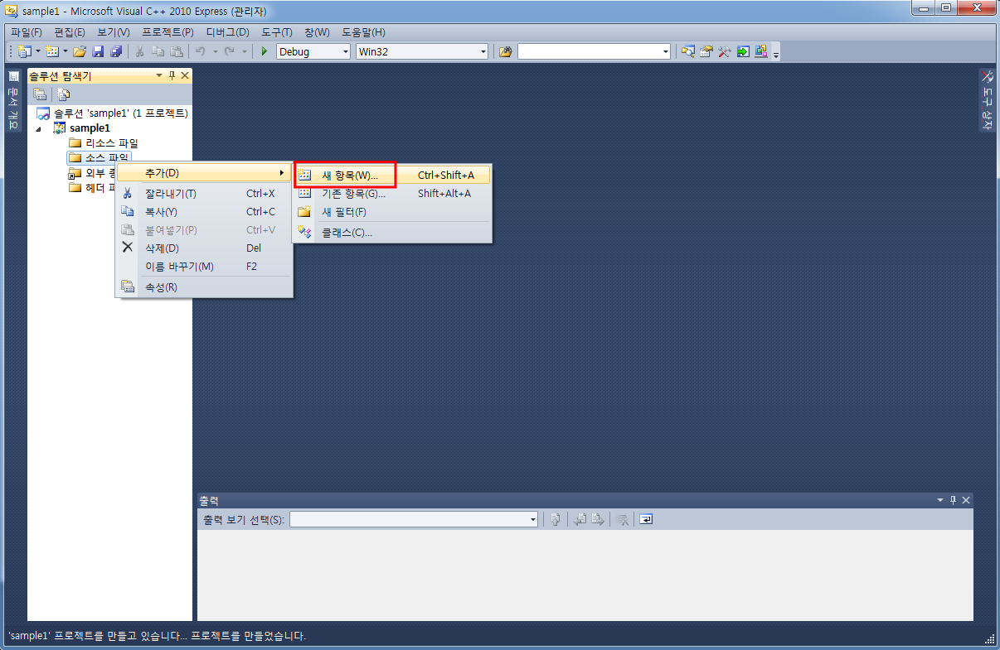 sample1 - Microsoft Visual C++ 2010 Express (관리자)
파일(F) 편집(E) 보기(V) 프로젝트(P) 디버그(D) 도구(T) 창(W) 도움말(H)
Debug Win32
솔루션 탐색기
문서 개요
도구 상자
솔루션 'sample1' (1 프로젝트)
sample1
리소스 파일
소스 파일
외부
헤더
추가(D)
잘라내기(T) Ctrl+X
복사(Y) Ctrl+C
붙여넣기(P) Ctrl+V
삭제(D) Del
이름 바꾸기(M) F2
속성(R)
새 항목(W)... Ctrl+Shift+A
기존 항목(G)... Shift+Alt+A
새 필터(F)
클래스(C)...
출력
출력 보기 선택(S):
'sample1' 프로젝트를 만들고 있습니다... 프로젝트를 만들었습니다.